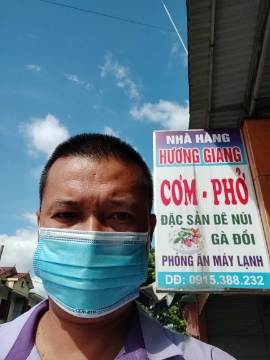 NHÀ HÀNG
HƯƠNG GIANG
CƠM - PHỞ
ĐẶC SẢN DÊ NÚI
GÀ ĐỒI
PHÒNG ĂN MÁY LẠNH
DĐ: 0915.388.232